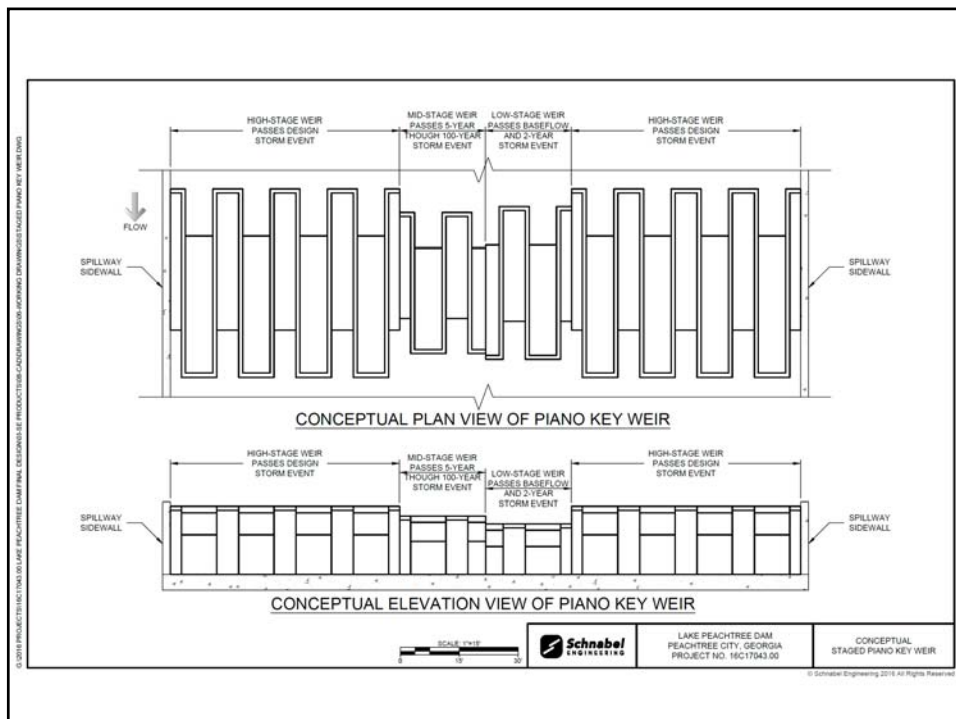 HIGH-STAGE WEIR
PASSES DESIGN
STORM EVENT
MID-STAGE WEIR
PASSES 5-YEAR
THOUGH 100-YEAR
STORM EVENT
LOW-STAGE WEIR
PASSES BASEFLOW
AND 2-YEAR
STORM EVENT
HIGH-STAGE WEIR
PASSES DESIGN
STORM EVENT
FLOW
SPILLWAY
SIDEWALL
SPILLWAY
SIDEWALL
CONCEPTUAL PLAN VIEW OF PIANO KEY WEIR
HIGH-STAGE WEIR
PASSES DESIGN
STORM EVENT
MID-STAGE WEIR
PASSES 5-YEAR
THOUGH 100-YEAR
STORM EVENT
LOW-STAGE WEIR
PASSES BASEFLOW
AND 2-YEAR
STORM EVENT
HIGH-STAGE WEIR
PASSES DESIGN
STORM EVENT
SPILLWAY
SIDEWALL
SPILLWAY
SIDEWALL
CONCEPTUAL ELEVATION VIEW OF PIANO KEY WEIR
SCALE: 1"=15'
0 15' 30'
Schnabel
ENGINEERING
LAKE PEACHTREE DAM
PEACHTREE CITY, GEORGIA
PROJECT NO. 16C17043.00
CONCEPTUAL
STAGED PIANO KEY WEIR
© Schnabel Engineering 2016 All Rights Reserved